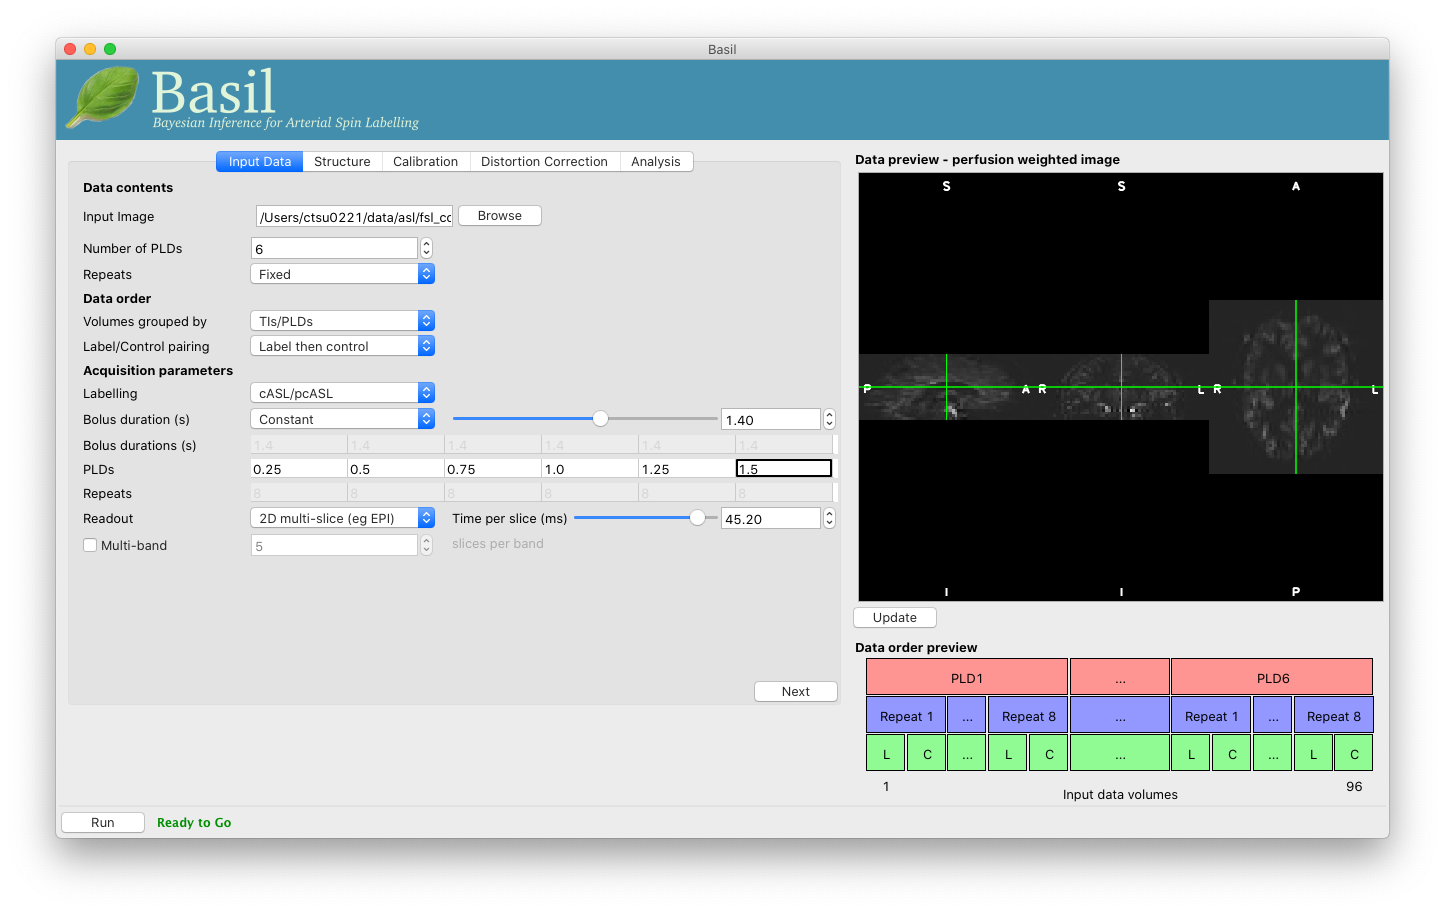 Basil
Basil
Bayesian Inference for Arterial Spin Labelling
Input Data Structure Calibration Distortion Correction Analysis
Data contents
Input Image /Users/ctsu0221/data/asl/fsl_cc Browse
Number of PLDs 6
Repeats Fixed
Data order
Volumes grouped by TIs/PLDs
Label/Control pairing Label then control
Acquisition parameters
Labelling cASL/pcASL
Bolus duration (s) Constant 1.40
Bolus durations (s) 1.4 1.4 1.4 1.4 1.4 1.4
PLDs 0.25 0.5 0.75 1.0 1.25 1.5
Repeats 8 8 8 8 8 8
Readout 2D multi-slice (eg EPI) Time per slice (ms) 45.20
Multi-band 5 slices per band
Next
Data preview - perfusion weighted image
S S A
P A R L R L
I I P
Update
Data order preview
PLD1 ... PLD6
Repeat 1 ... Repeat 8 ... Repeat 1 ... Repeat 8
L C ... L C ... L C ... L C
1 96
Input data volumes
Run Ready to Go